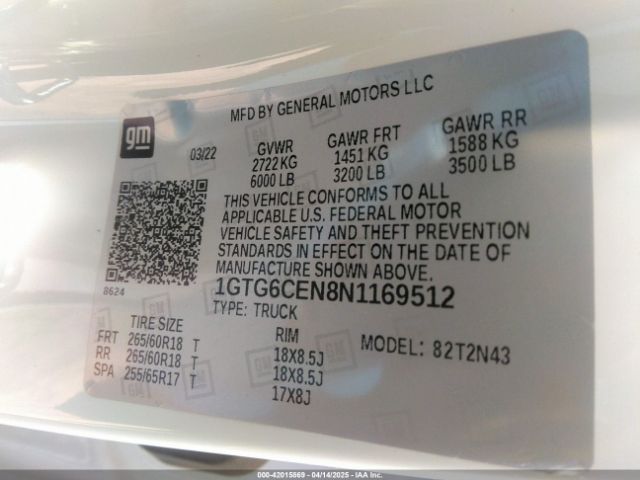 MFD BY GENERAL MOTORS LLC
gm
03/22
GVWR GAWR FRT GAWR RR
2722 KG 1451 KG 1588 KG
6000 LB 3200 LB 3500 LB
THIS VEHICLE CONFORMS TO ALL
APPLICABLE U.S. FEDERAL MOTOR
VEHICLE SAFETY AND THEFT PREVENTION
STANDARDS IN EFFECT ON THE DATE OF
MANUFACTURE SHOWN ABOVE.
8624
1GTG6CEN8N1169512
TYPE: TRUCK
TIRE SIZE RIM MODEL: 82T2N43
FRT 265/60R18 T 18X8.5J
RR 265/60R18 T 18X8.5J
SPA 255/65R17 T 17X8J
000-42015869 - 04/14/2025 - IAAI.COM